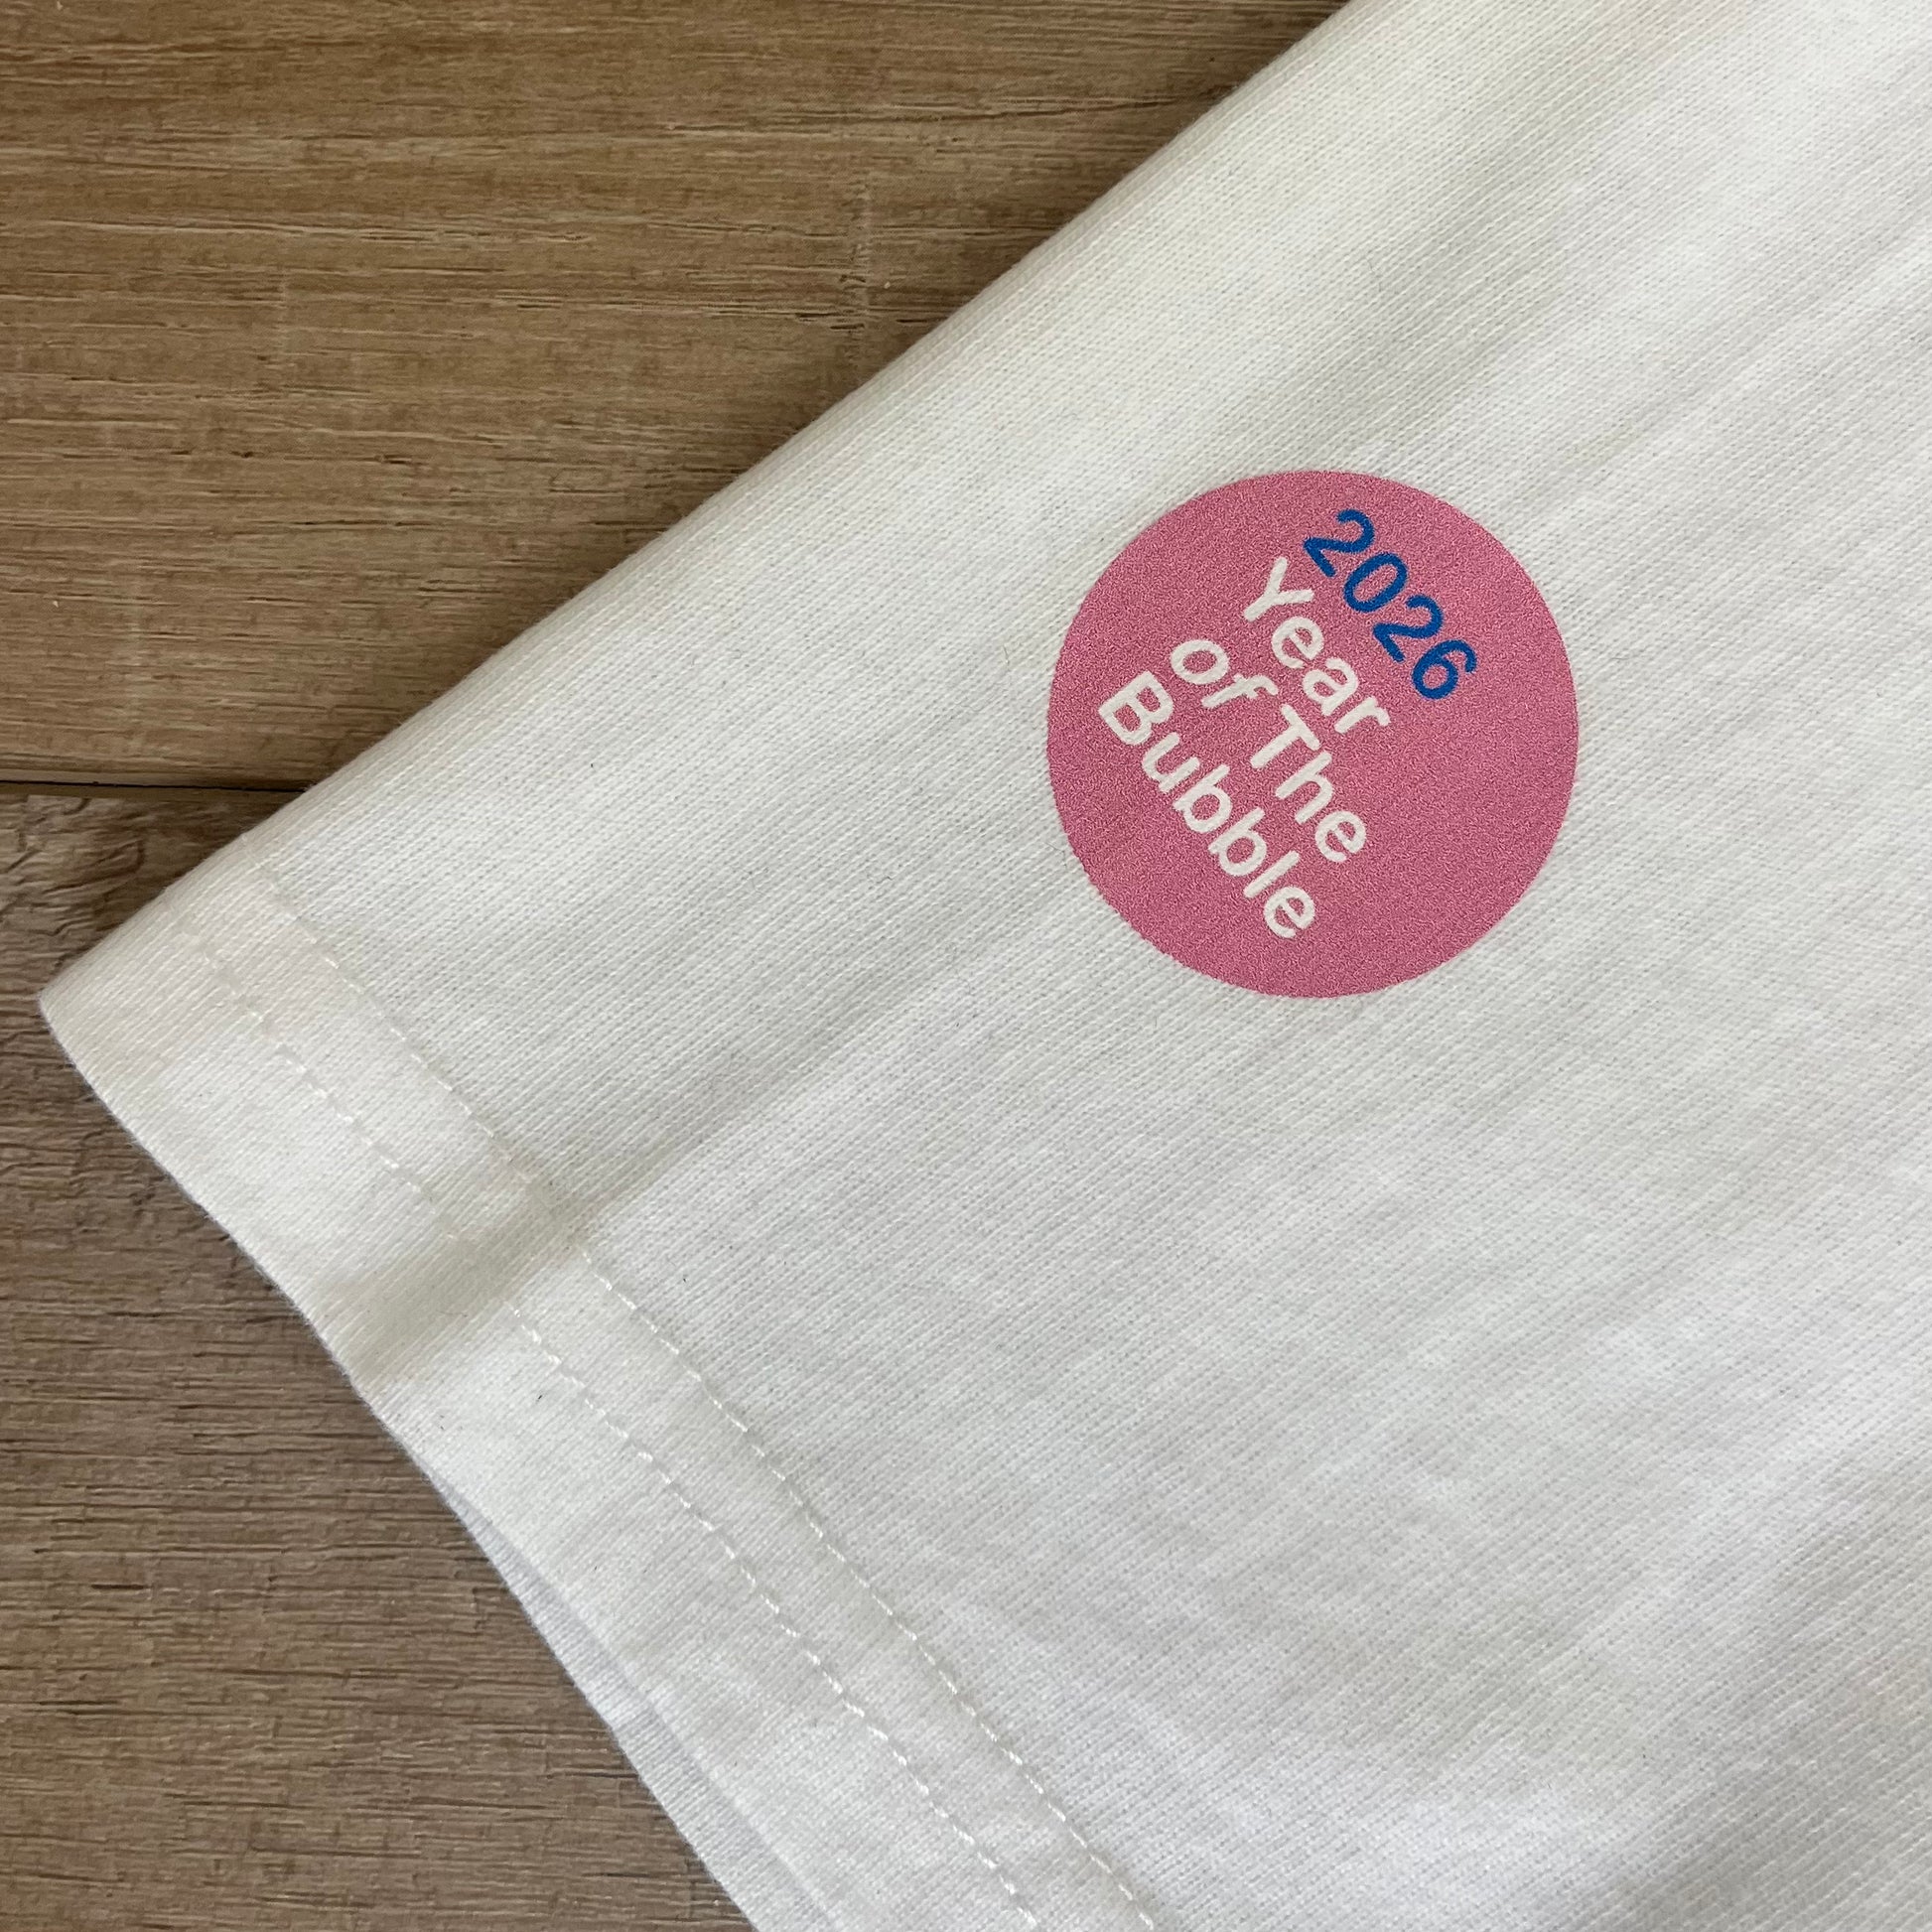 2026
Year
of The
Bubble